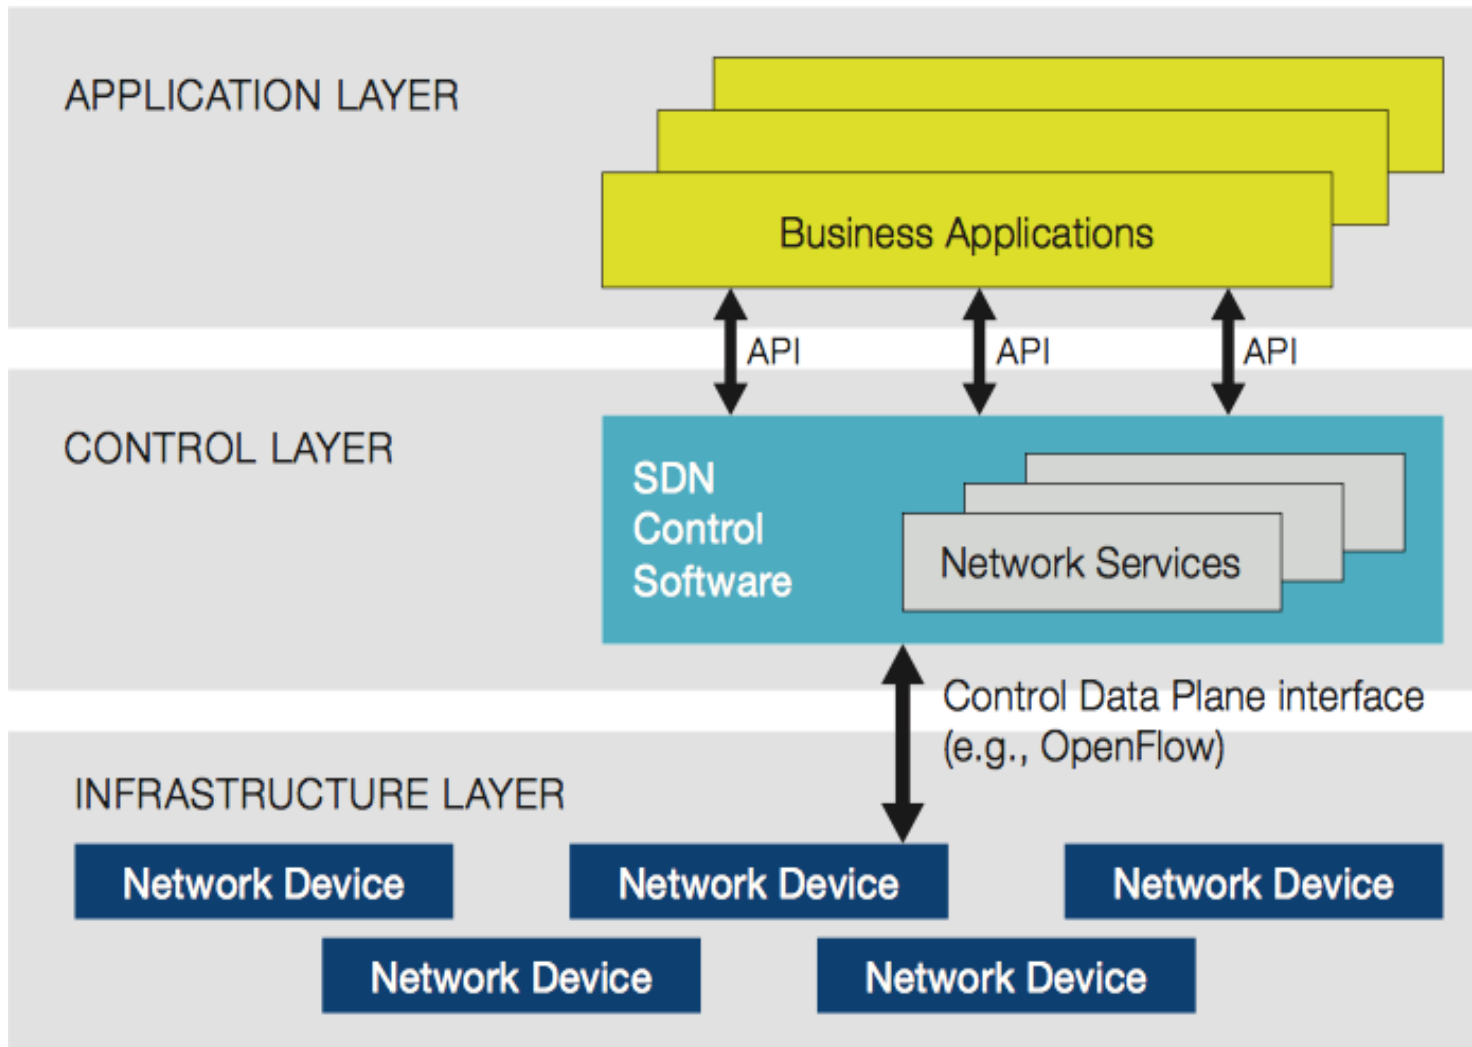 APPLICATION LAYER
Business Applications
API
API
API
CONTROL LAYER
SDN
Control
Software
Network Services
Control Data Plane interface
(e.g., OpenFlow)
INFRASTRUCTURE LAYER
Network Device
Network Device
Network Device
Network Device
Network Device